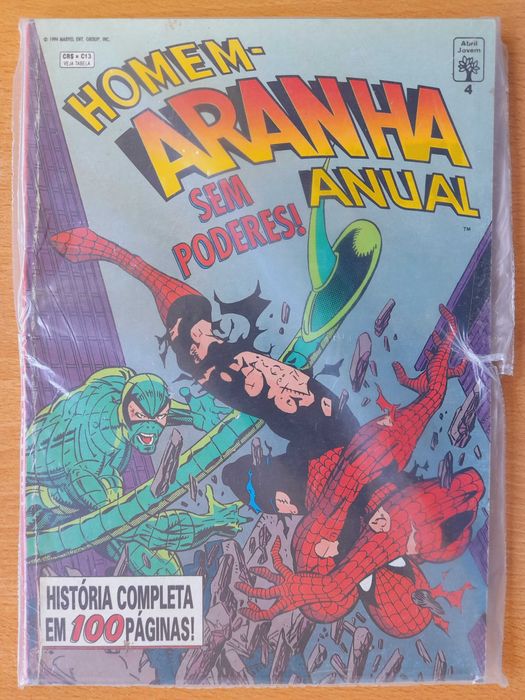 © 1994 MARVEL ENT. GROUP, INC.
CR$ • C13
VEJA TABELA
Abril
Jovem
4
HOMEM-
ARANHA
ANUAL
TM
SEM
PODERES!
HISTÓRIA COMPLETA
EM 100 PÁGINAS!